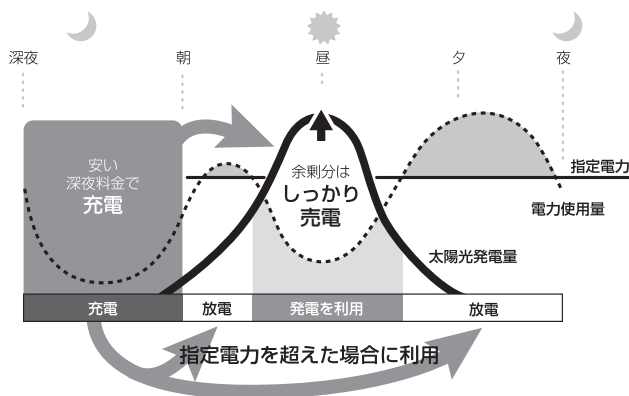 深夜
朝
昼
夕
夜
安い
深夜料金で
充電
余剰分は
しっかり
売電
指定電力
電力使用量
太陽光発電量
充電
放電
発電を利用
放電
指定電力を超えた場合に利用